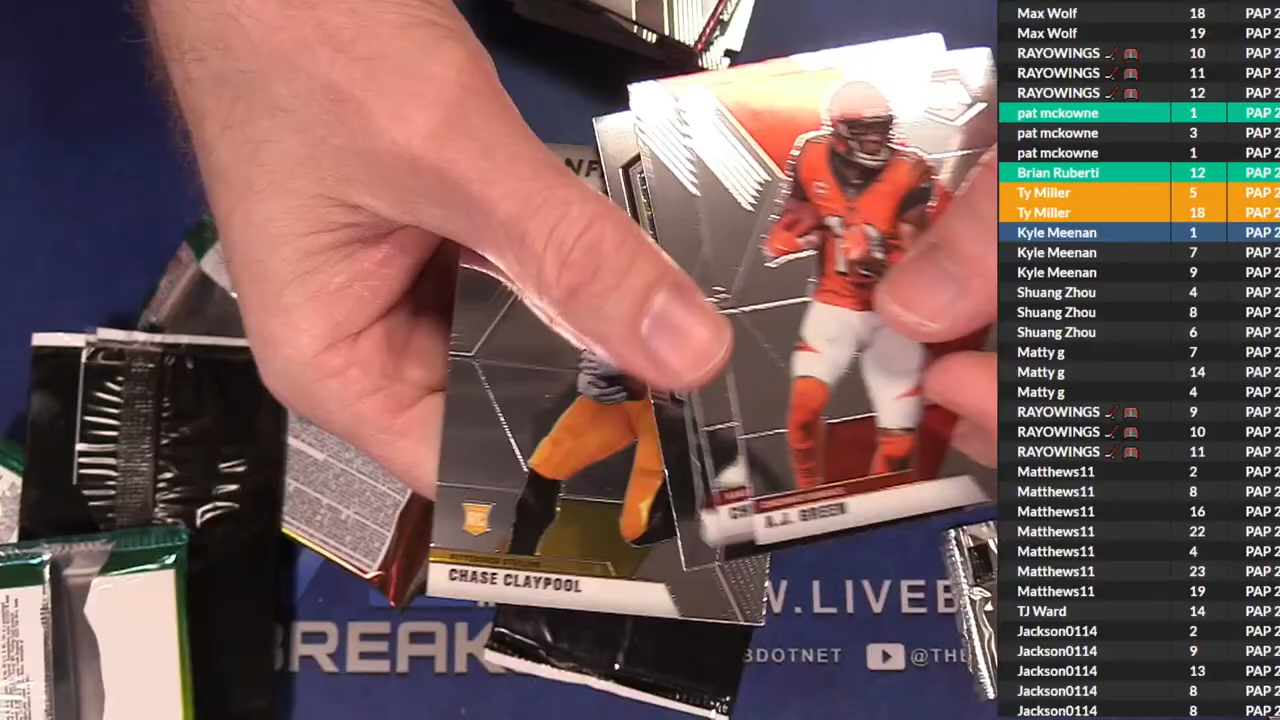 Max Wolf 18 PAP 2
Max Wolf 19 PAP 2
RAYOWINGS 10 PAP 2
RAYOWINGS 11 PAP 2
RAYOWINGS 12 PAP 2
pat mckowne 1 PAP 2
pat mckowne 3 PAP 2
pat mckowne 1 PAP 2
Brian Ruberti 12 PAP 2
Ty Miller 5 PAP 2
Ty Miller 18 PAP 2
Kyle Meenan 1 PAP 2
Kyle Meenan 7 PAP 2
Kyle Meenan 9 PAP 2
Shuang Zhou 4 PAP 2
Shuang Zhou 8 PAP 2
Shuang Zhou 6 PAP 2
Matty g 7 PAP 2
Matty g 14 PAP 2
Matty g 4 PAP 2
RAYOWINGS 9 PAP 2
RAYOWINGS 10 PAP 2
RAYOWINGS 11 PAP 2
Matthews11 2 PAP 2
Matthews11 8 PAP 2
Matthews11 16 PAP 2
Matthews11 22 PAP 2
Matthews11 4 PAP 2
Matthews11 23 PAP 2
Matthews11 19 PAP 2
TJ Ward 14 PAP 2
Jackson0114 2 PAP 2
Jackson0114 9 PAP 2
Jackson0114 13 PAP 2
Jackson0114 8 PAP 2
Jackson0114 8 PAP 2
NF
A.J. GREEN
CH
RC
PITTSBURGH STEELERS
CHASE CLAYPOOL
W.LIVEB
BREAK
BDOTNET @THE